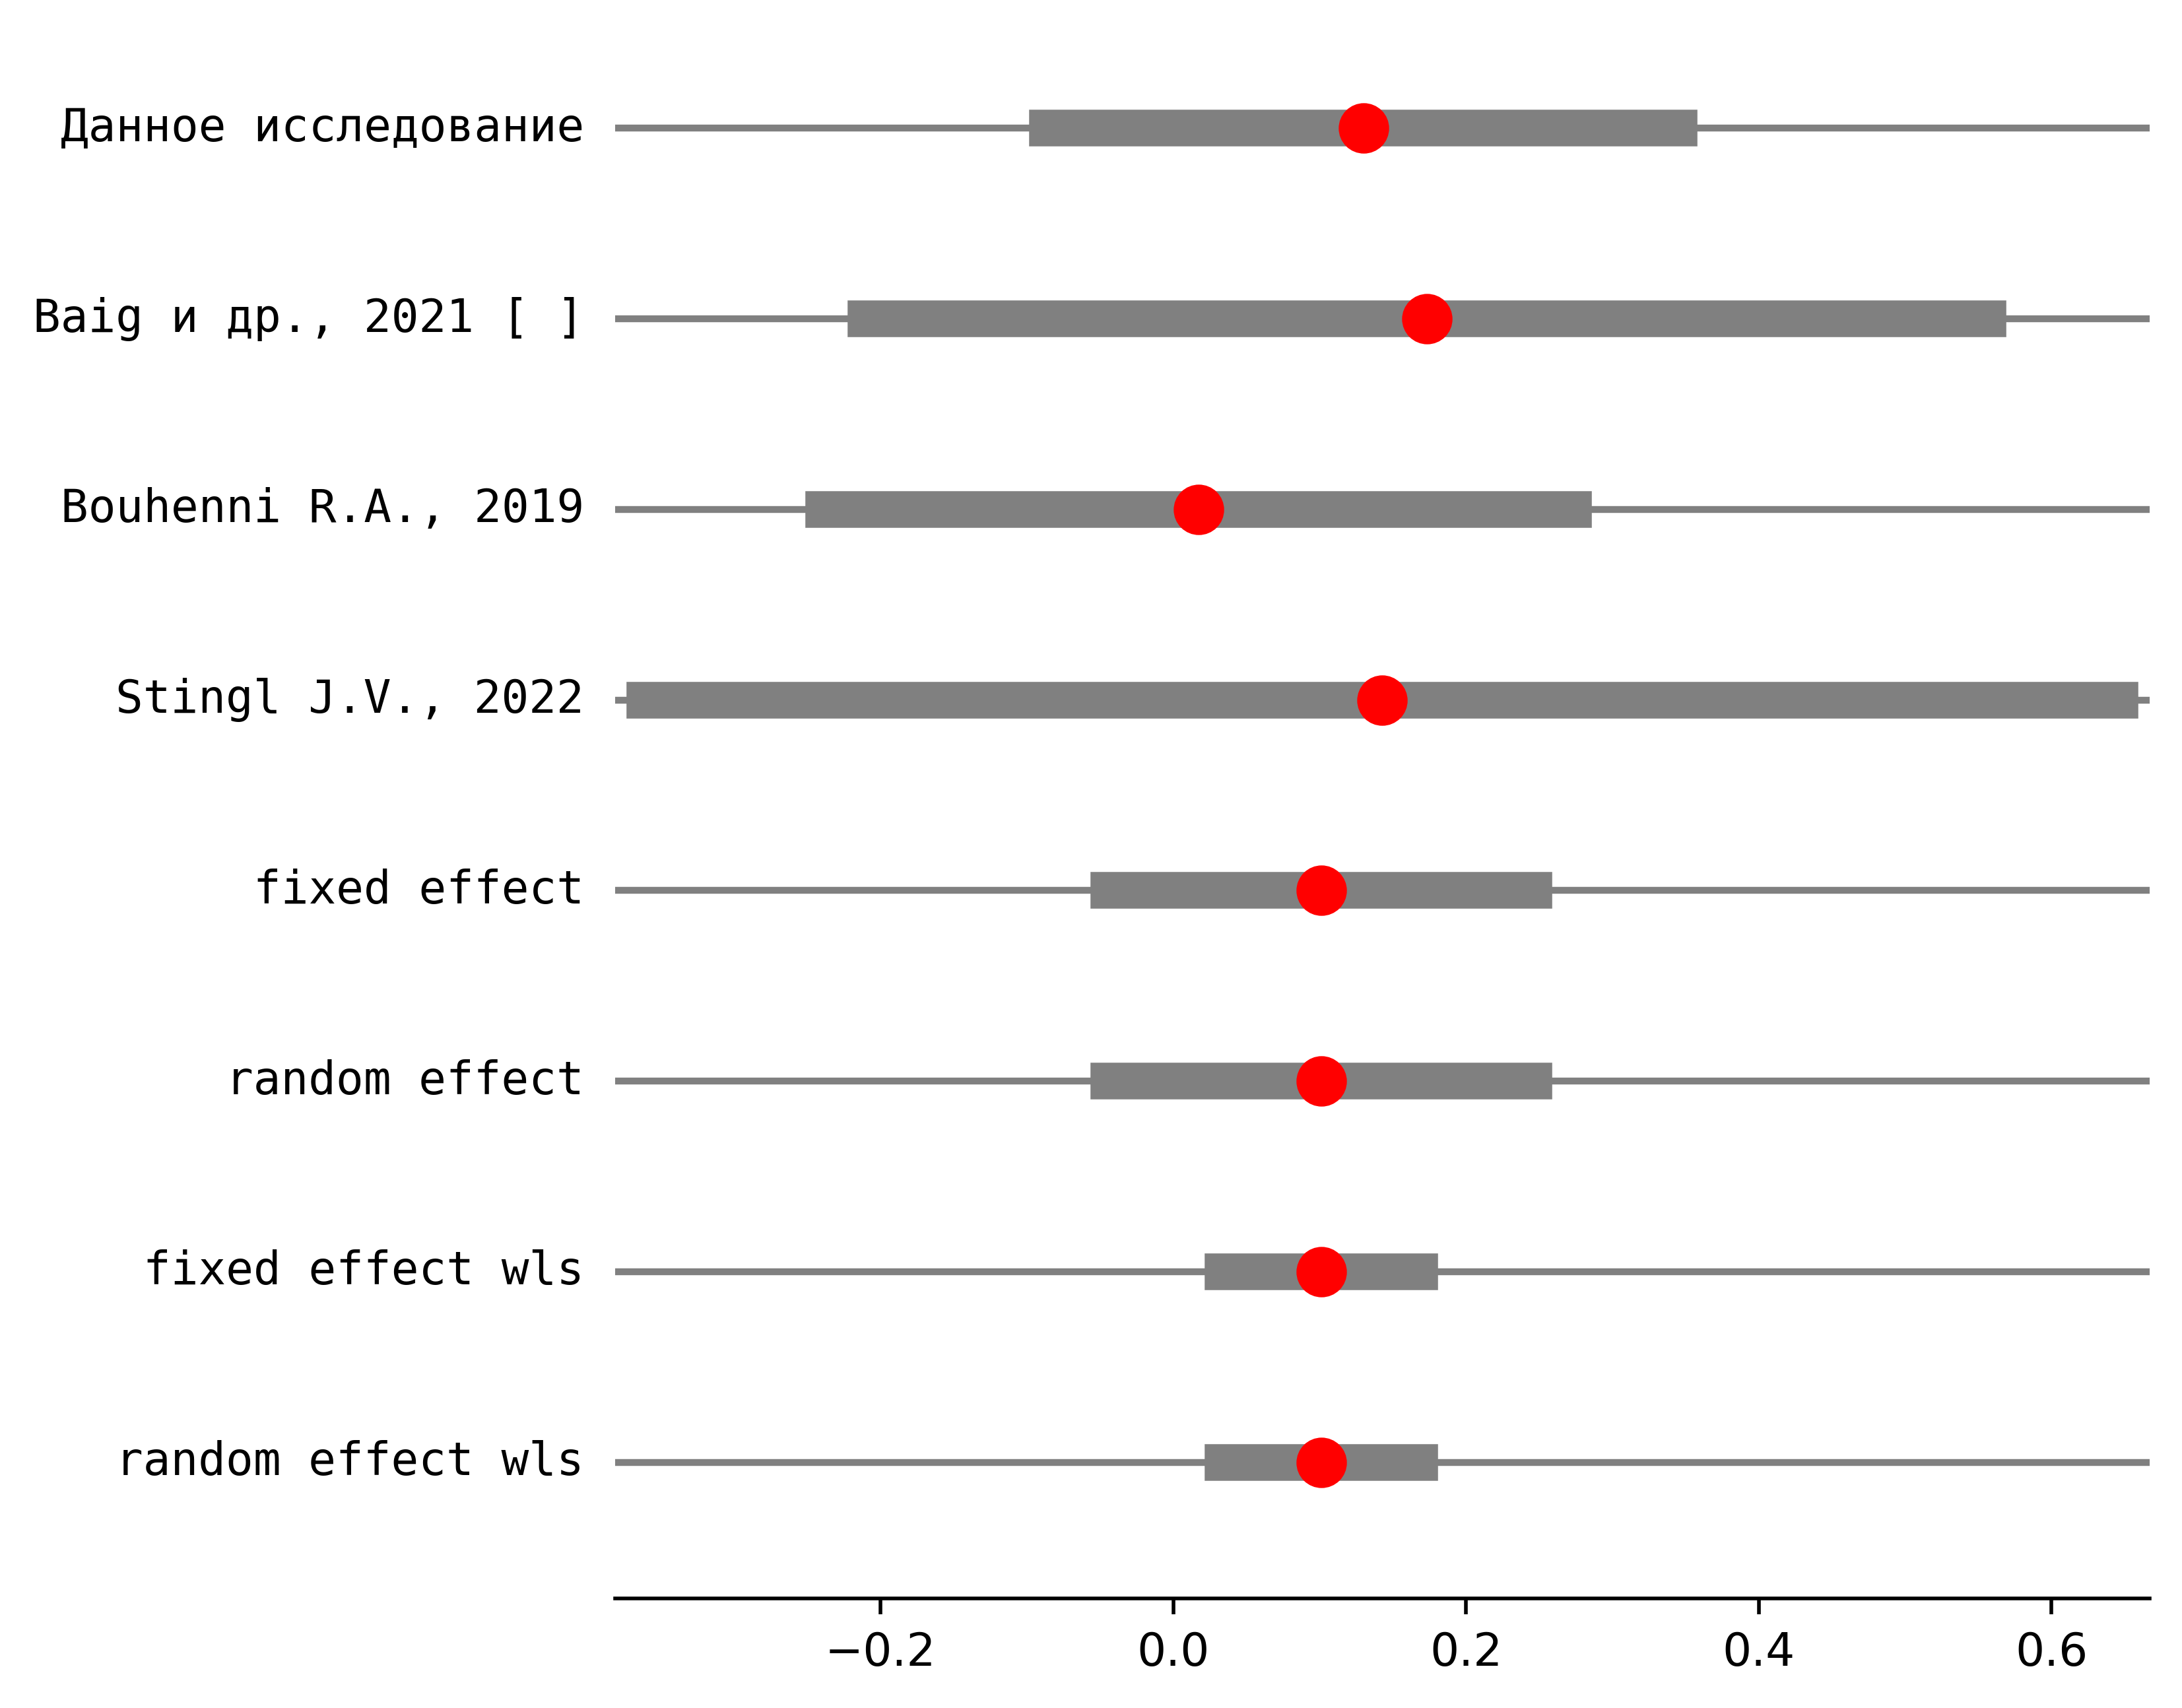 Данное исследование
Baig и др., 2021 [ ]
Bouhenni R.A., 2019
Stingl J.V., 2022
fixed effect
random effect
fixed effect wls
random effect wls
−0.2 0.0 0.2 0.4 0.6